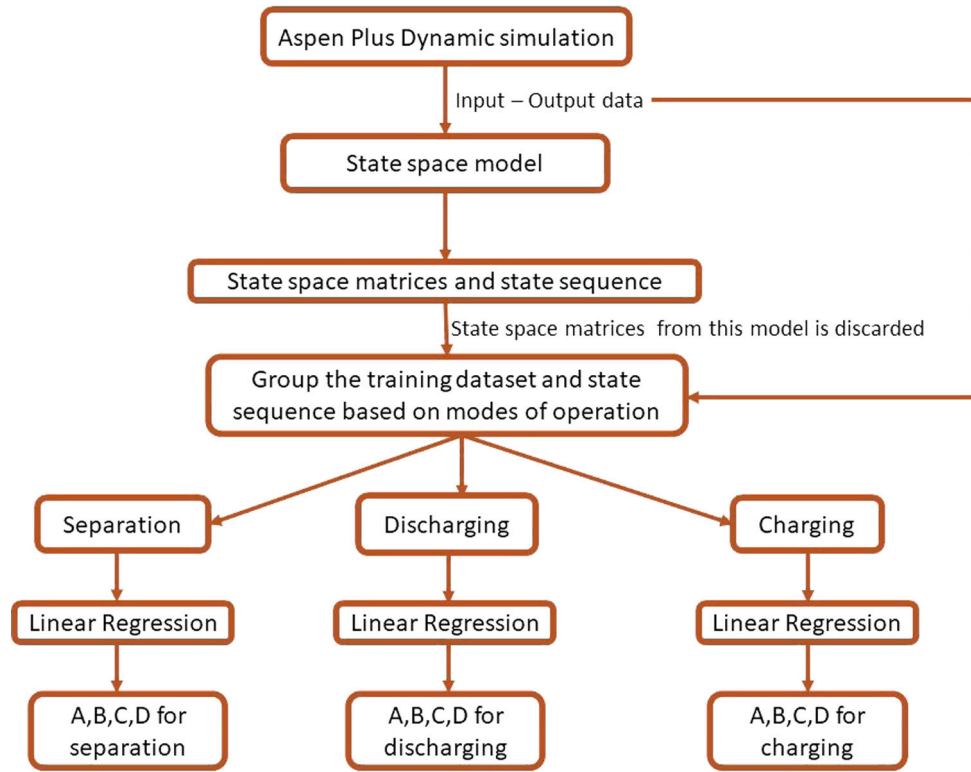 Aspen Plus Dynamic simulation
Input – Output data
State space model
State space matrices and state sequence
State space matrices  from this model is discarded
Group the training dataset and state
sequence based on modes of operation
Separation
Discharging
Charging
Linear Regression
Linear Regression
Linear Regression
A,B,C,D for
separation
A,B,C,D for
discharging
A,B,C,D for
charging